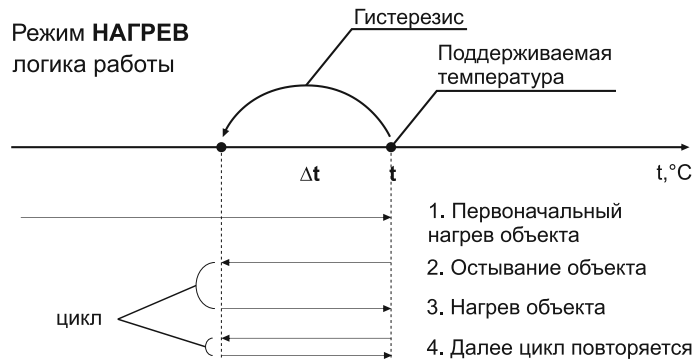 Режим НАГРЕВ
логика работы
Гистерезис
Поддерживаемая
температура
Δt
t
t,°C
1. Первоначальный
нагрев объекта
2. Остывание объекта
3. Нагрев объекта
цикл
4. Далее цикл повторяется